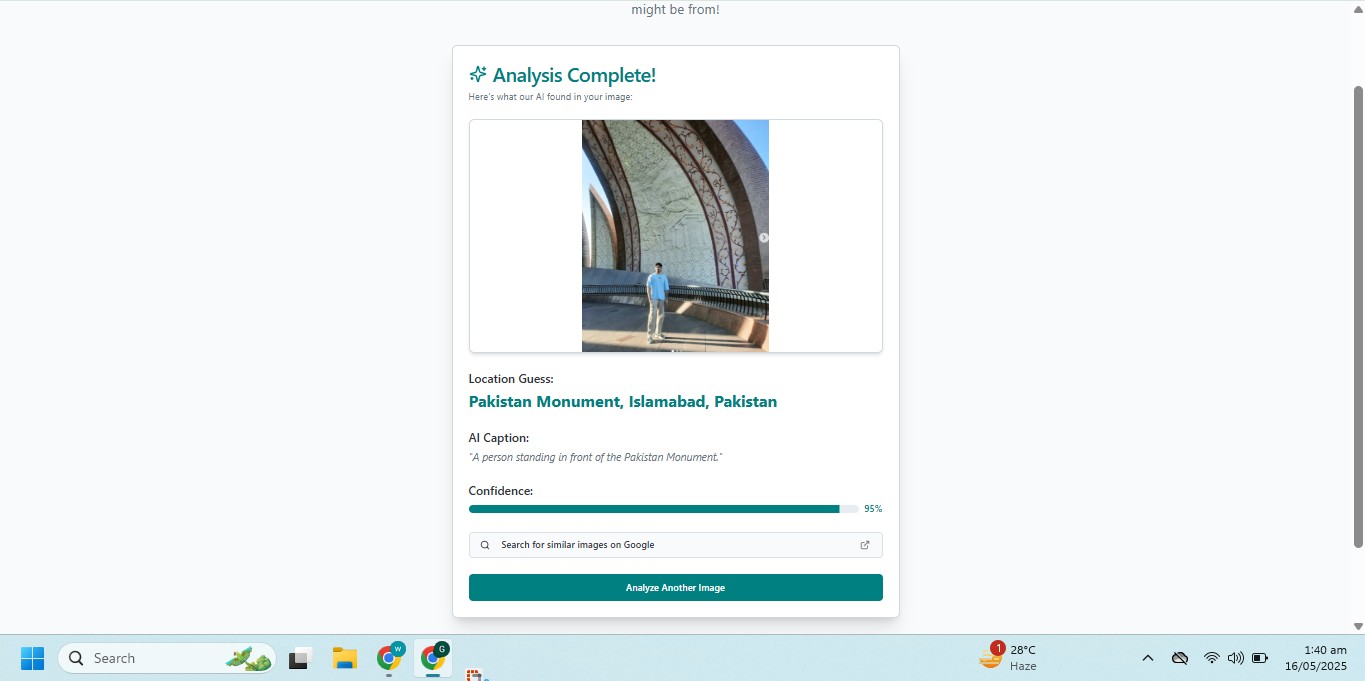 might be from!
Analysis Complete!
Here's what our AI found in your image:
Location Guess:
Pakistan Monument, Islamabad, Pakistan
AI Caption:
"A person standing in front of the Pakistan Monument."
Confidence:
95%
Search for similar images on Google
Analyze Another Image
Search
W
G
1
28°C
Haze
1:40 am
16/05/2025